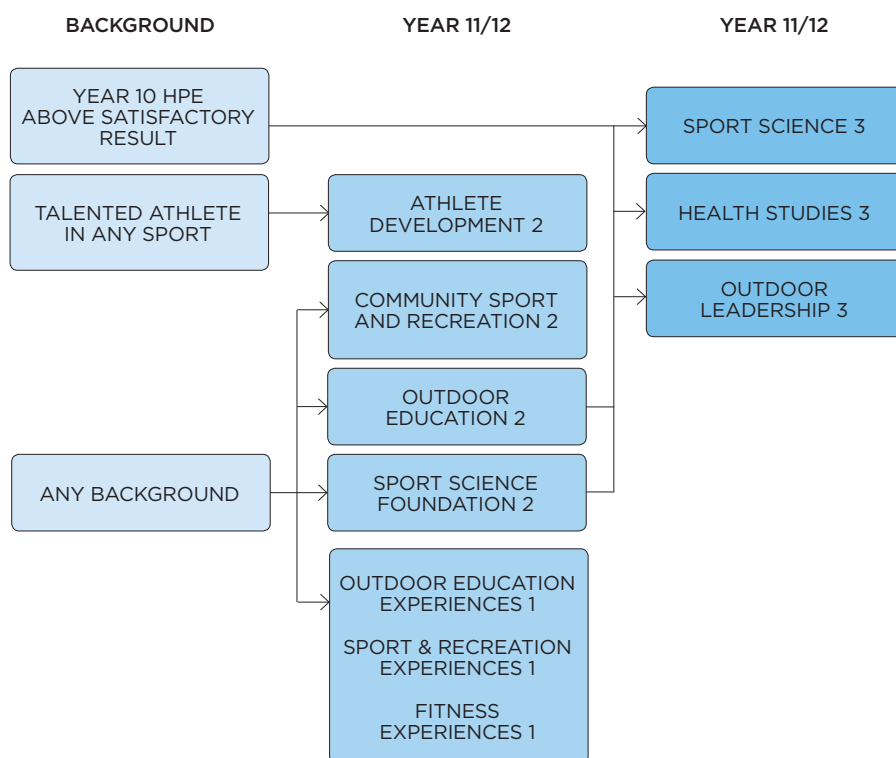 BACKGROUND
YEAR 11/12
YEAR 11/12
YEAR 10 HPE
ABOVE SATISFACTORY
RESULT
SPORT SCIENCE 3
TALENTED ATHLETE
IN ANY SPORT
ATHLETE
DEVELOPMENT 2
HEALTH STUDIES 3
COMMUNITY SPORT
AND RECREATION 2
OUTDOOR
LEADERSHIP 3
OUTDOOR
EDUCATION 2
ANY BACKGROUND
SPORT SCIENCE
FOUNDATION 2
OUTDOOR EDUCATION
EXPERIENCES 1
SPORT & RECREATION
EXPERIENCES 1
FITNESS
EXPERIENCES 1